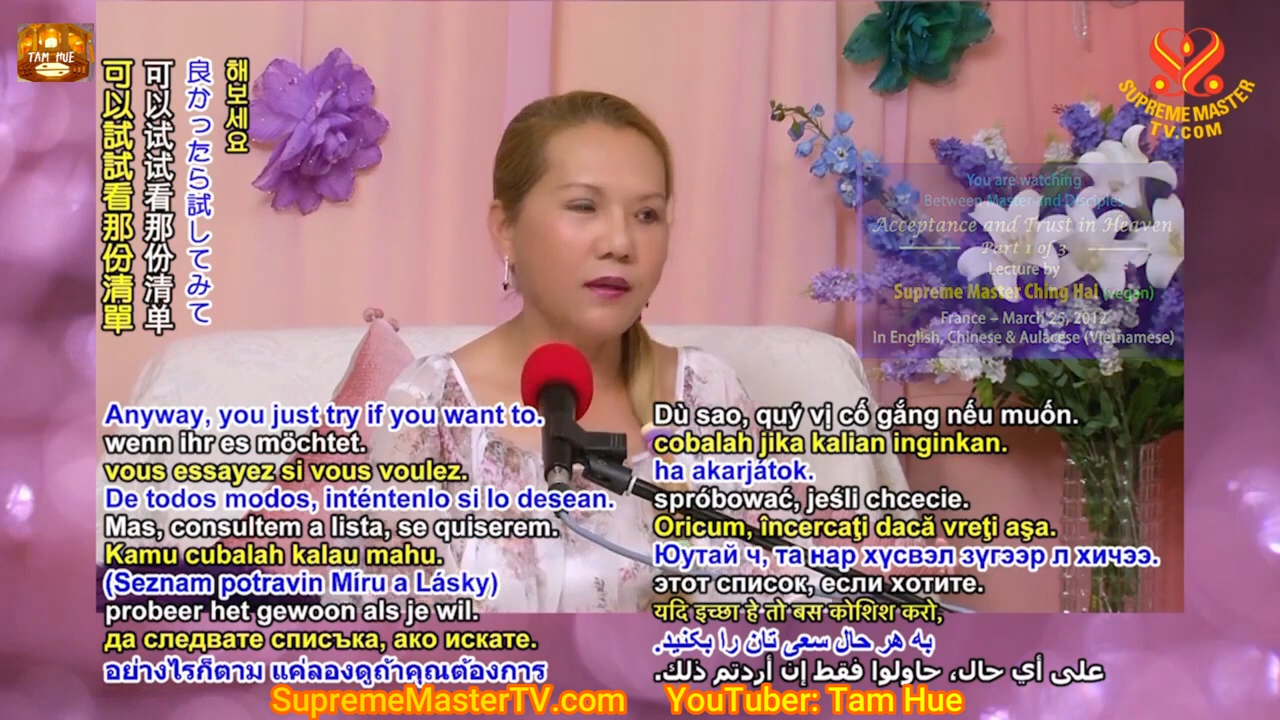 TAM HUE
可以試試看那份清單
可以试试看那份清单
良かったら試してみて
해보세요
SUPREME MASTER
TV.COM
You are watching
Between Master and Disciples
Acceptance and Trust in Heaven
Part 1 of 3
Lecture by
Supreme Master Ching Hai (vegan)
France – March 25, 2012
In English, Chinese & Aulacese (Vietnamese)
Anyway, you just try if you want to.
wenn ihr es möchtet.
vous essayez si vous voulez.
De todos modos, inténtenlo si lo desean.
Mas, consultem a lista, se quiserem.
Kamu cubalah kalau mahu.
(Seznam potravin Míru a Lásky)
probeer het gewoon als je wil.
да следвате списъка, ако искате.
อย่างไรก็ตาม แค่ลองดูถ้าคุณต้องการ
Dù sao, quý vị cố gắng nếu muốn.
cobalah jika kalian inginkan.
ha akarjátok.
spróbować, jeśli chcecie.
Oricum, încercaţi dacă vreţi aşa.
Юутай ч, та нар хүсвэл зүгээр л хичээ.
этот список, если хотите.
यदि इच्छा हे तो बस कोशिश करो,
به هر حال سعی تان را بکنید.
على أي حال، حاولوا فقط إن أردتم ذلك.
SupremeMasterTV.com YouTuber: Tam Hue